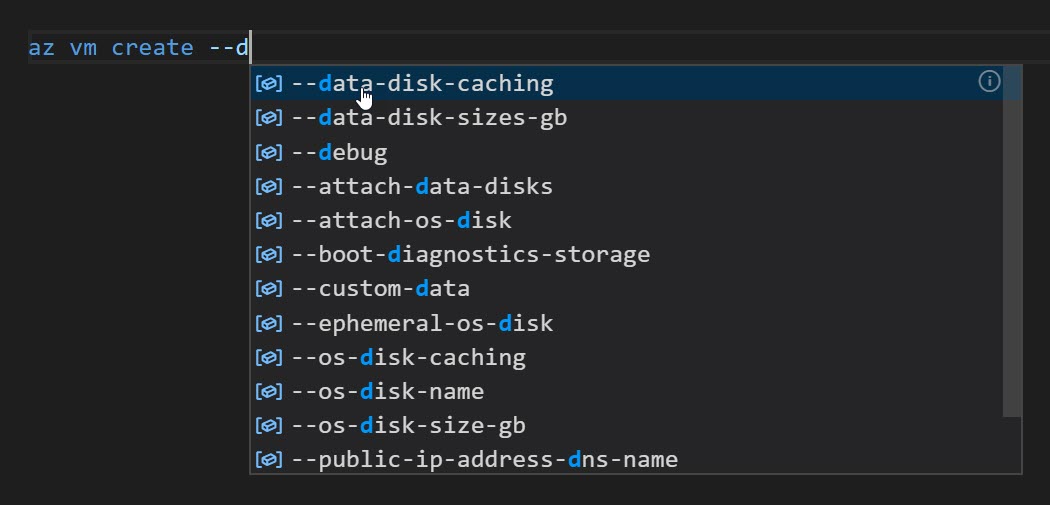 az vm create --d
--data-disk-caching
--data-disk-sizes-gb
--debug
--attach-data-disks
--attach-os-disk
--boot-diagnostics-storage
--custom-data
--ephemeral-os-disk
--os-disk-caching
--os-disk-name
--os-disk-size-gb
--public-ip-address-dns-name